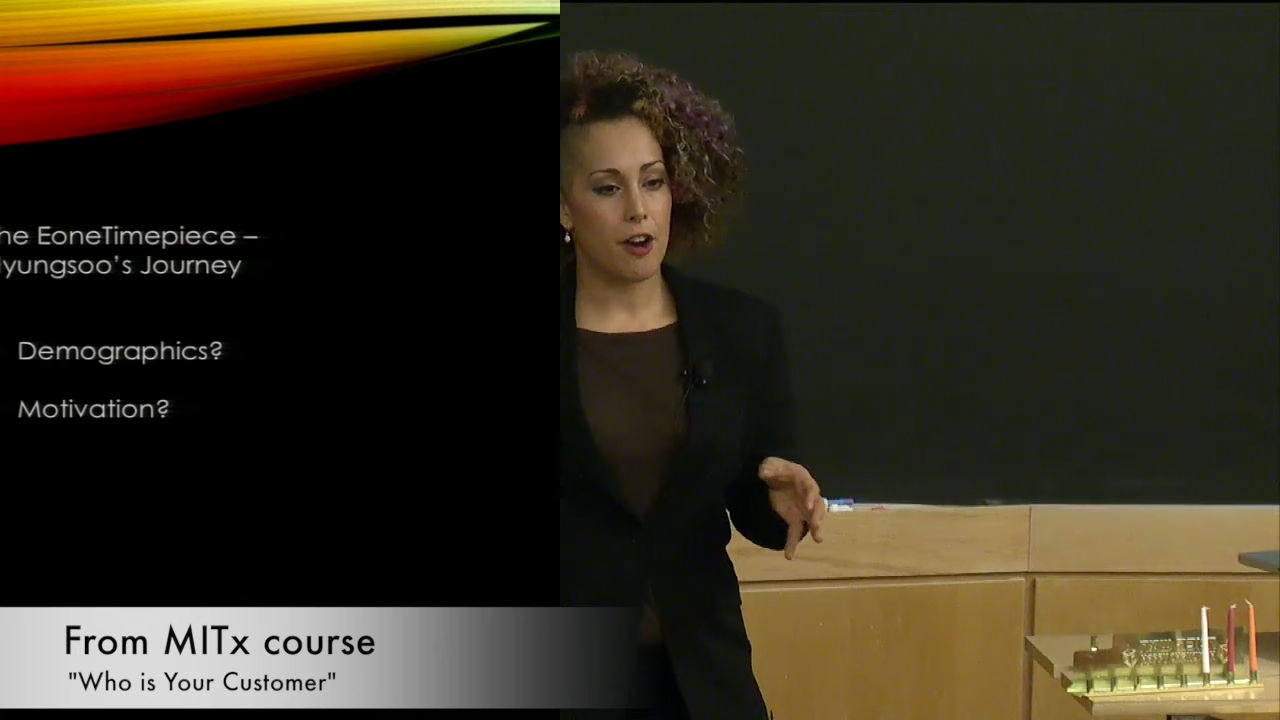 he EoneTimepiece –
yungsoo's Journey
Demographics?
Motivation?
From MITx course
"Who is Your Customer"